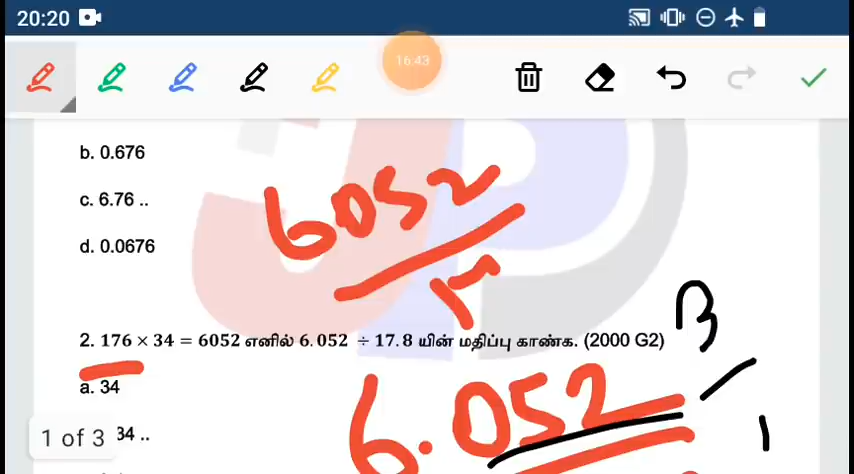 20:20
16:43
b. 0.676
c. 6.76 ..
d. 0.0676
6052
2. 176 × 34 = 6052 எனில் 6.052 ÷ 17.8 யின் மதிப்பு காண்க. (2000 G2)
a. 34
6.052
1 of 3
34 ..